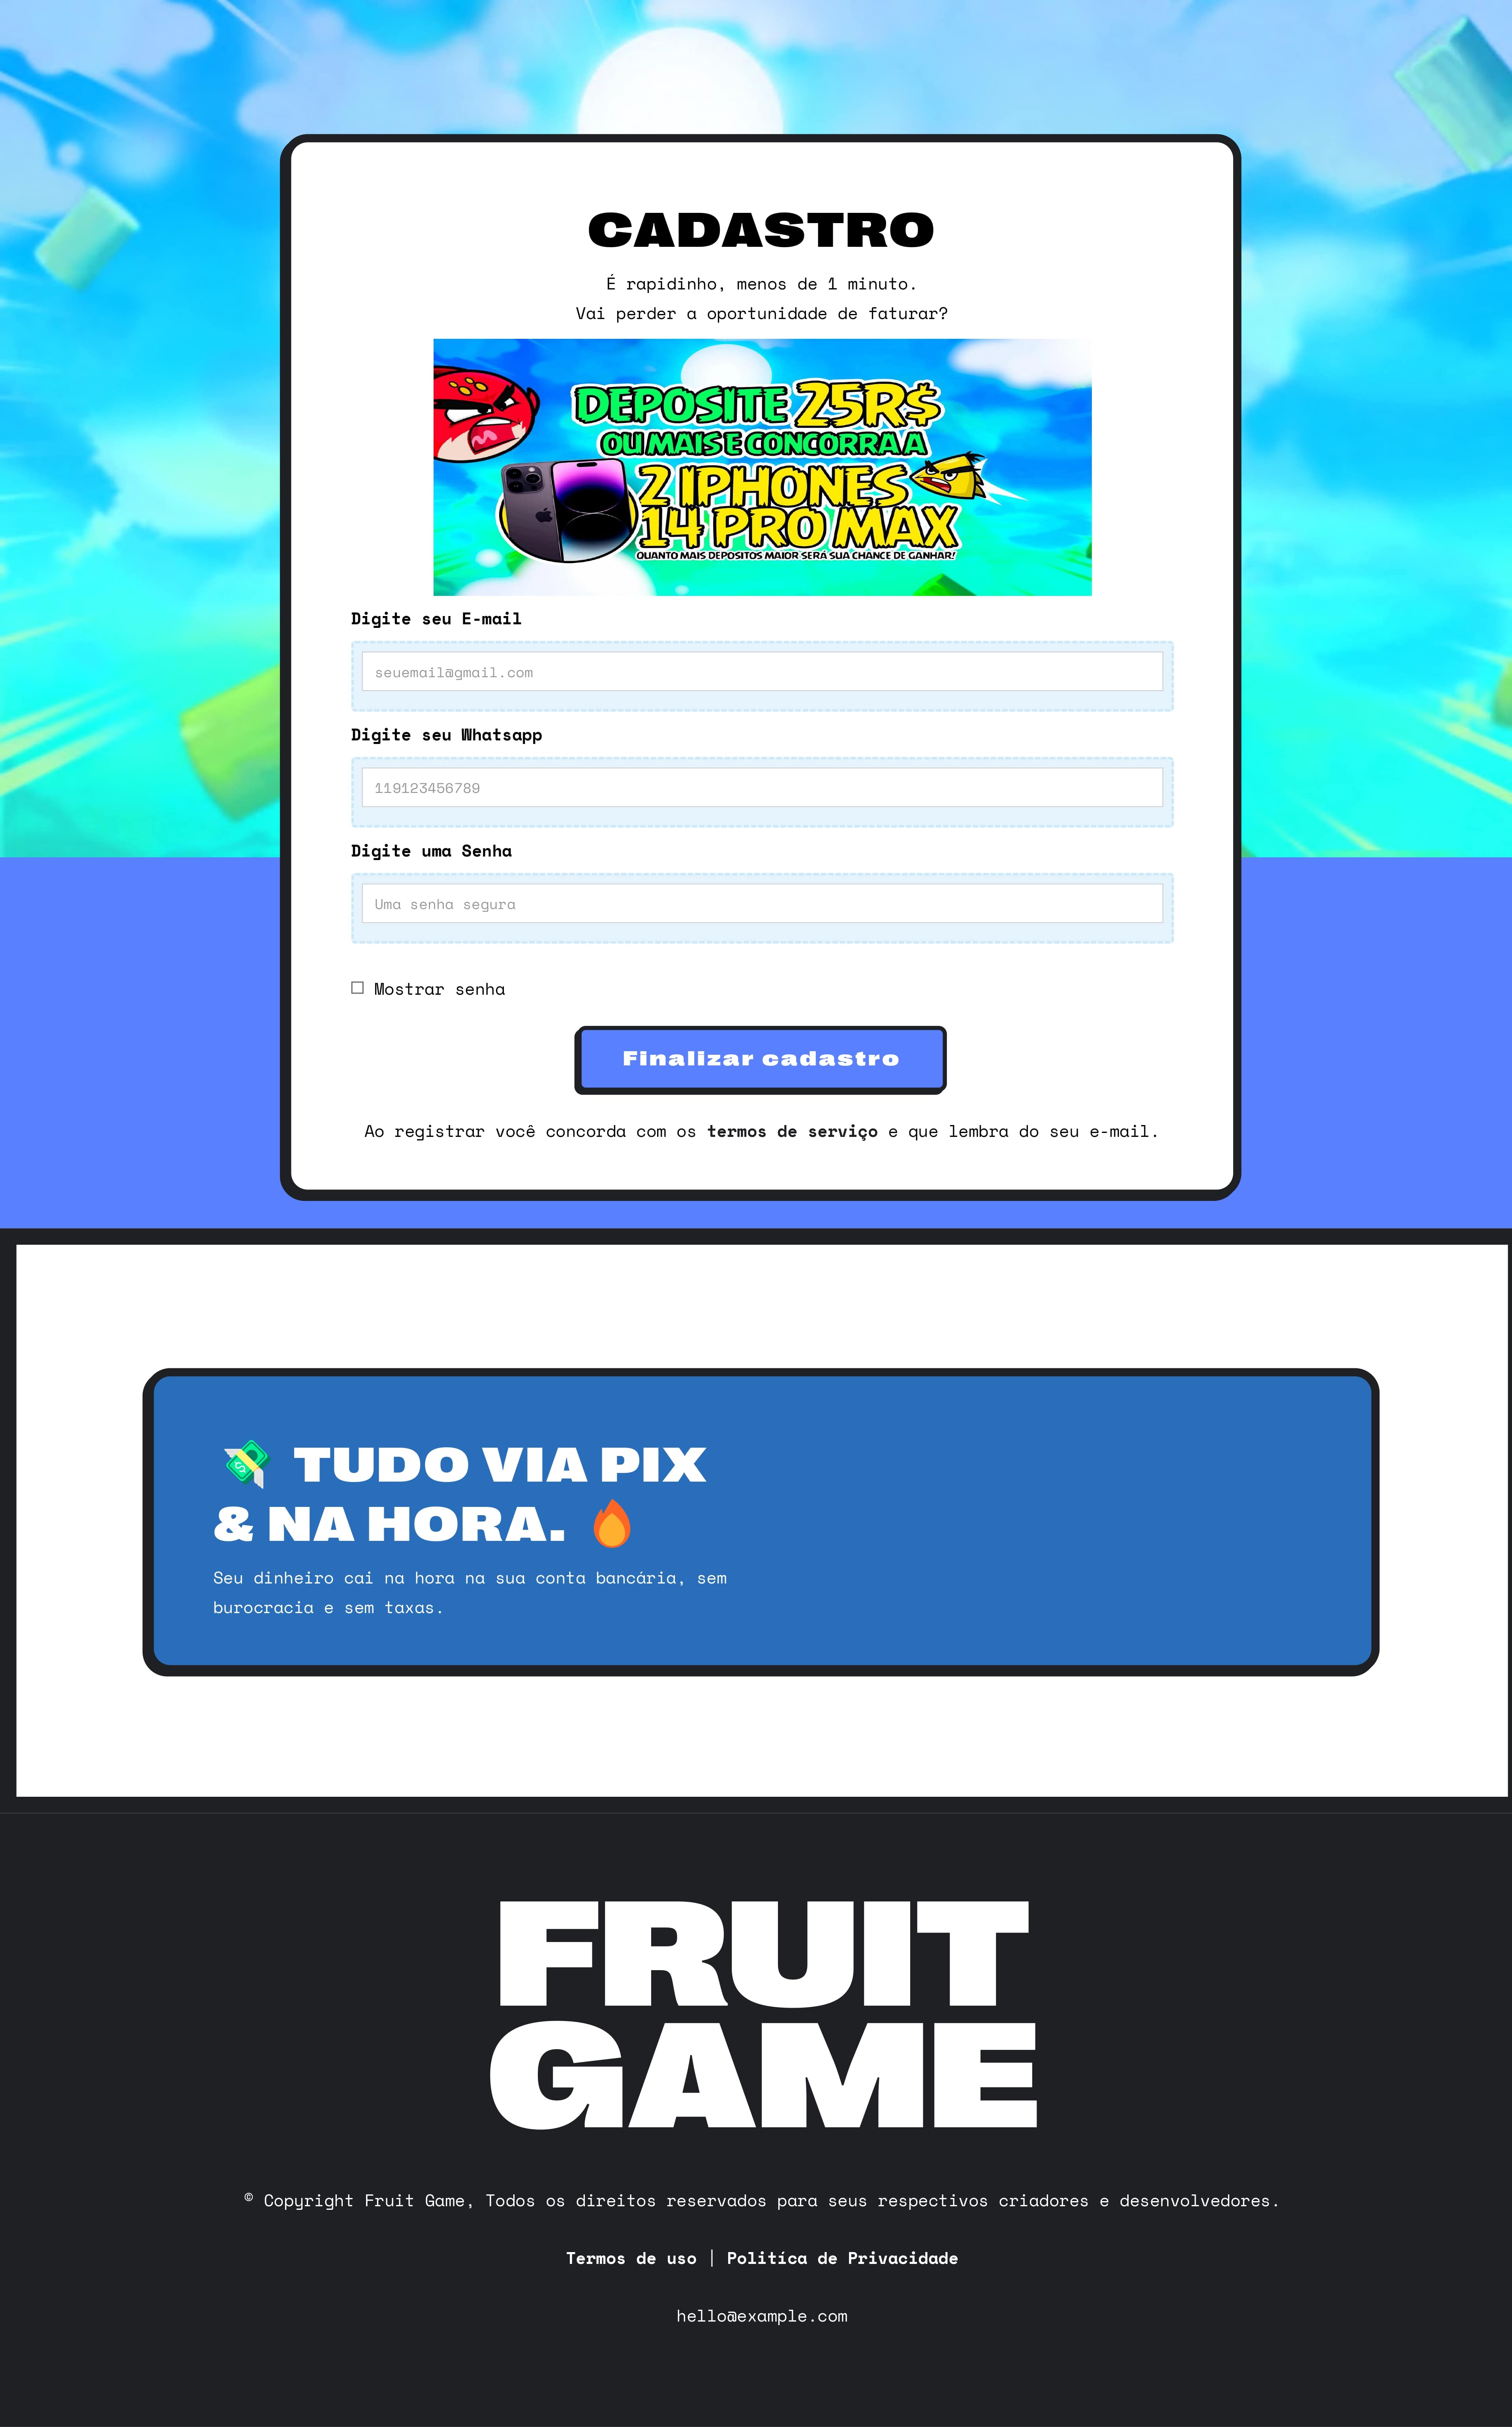 CADASTRO
É rapidinho, menos de 1 minuto.
Vai perder a oportunidade de faturar?
DEPOSITE 25R$
OU MAIS E CONCORRA A
2 IPHONES
14 PRO MAX
QUANTO MAIS DEPOSITOS MAIOR SERÁ SUA CHANCE DE GANHAR!
Digite seu E-mail
seuemail@gmail.com
Digite seu Whatsapp
119123456789
Digite uma Senha
Uma senha segura
Mostrar senha
Finalizar cadastro
Ao registrar você concorda com os termos de serviço e que lembra do seu e-mail.
💸 TUDO VIA PIX
& NA HORA. 🔥
Seu dinheiro cai na hora na sua conta bancária, sem
burocracia e sem taxas.
FRUIT
GAME
© Copyright Fruit Game, Todos os direitos reservados para seus respectivos criadores e desenvolvedores.
Termos de uso | Politíca de Privacidade
hello@example.com